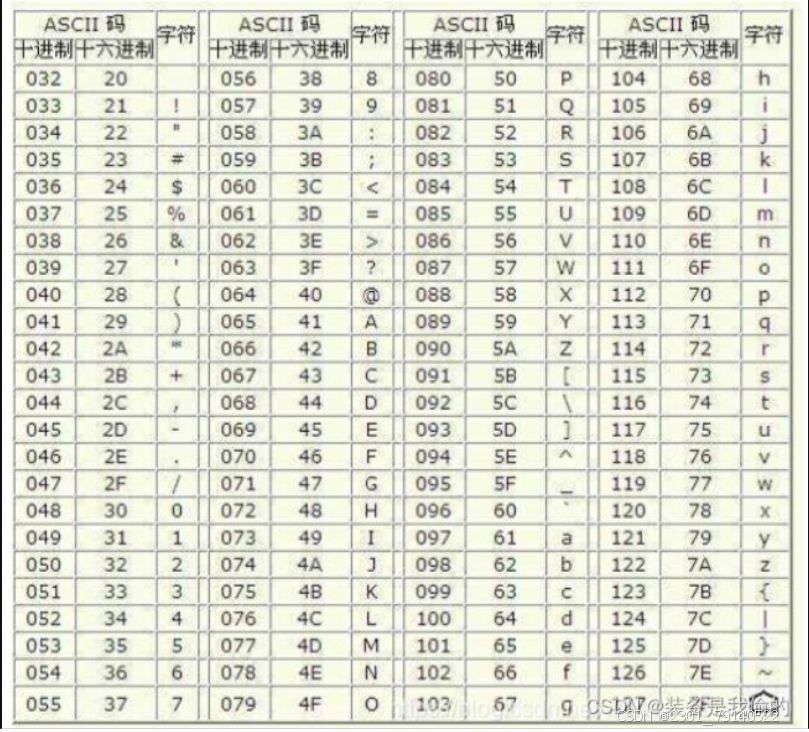 ASCII 码 字符 ASCII 码 字符 ASCII 码 字符 ASCII 码 字符
十进制 十六进制 十进制 十六进制 十进制 十六进制 十进制 十六进制
032 20 056 38 8 080 50 P 104 68 h
033 21 ! 057 39 9 081 51 Q 105 69 i
034 22 " 058 3A : 082 52 R 106 6A j
035 23 # 059 3B ; 083 53 S 107 6B k
036 24 $ 060 3C < 084 54 T 108 6C l
037 25 % 061 3D = 085 55 U 109 6D m
038 26 & 062 3E > 086 56 V 110 6E n
039 27 ' 063 3F ? 087 57 W 111 6F o
040 28 ( 064 40 @ 088 58 X 112 70 p
041 29 ) 065 41 A 089 59 Y 113 71 q
042 2A * 066 42 B 090 5A Z 114 72 r
043 2B + 067 43 C 091 5B [ 115 73 s
044 2C , 068 44 D 092 5C \ 116 74 t
045 2D - 069 45 E 093 5D ] 117 75 u
046 2E . 070 46 F 094 5E ^ 118 76 v
047 2F / 071 47 G 095 5F _ 119 77 w
048 30 0 072 48 H 096 60 ` 120 78 x
049 31 1 073 49 I 097 61 a 121 79 y
050 32 2 074 4A J 098 62 b 122 7A z
051 33 3 075 4B K 099 63 c 123 7B {
052 34 4 076 4C L 100 64 d 124 7C |
053 35 5 077 4D M 101 65 e 125 7D }
054 36 6 078 4E N 102 66 f 126 7E ~
055 37 7 079 4F O 103 67 g
CSDN @装备是我偷的